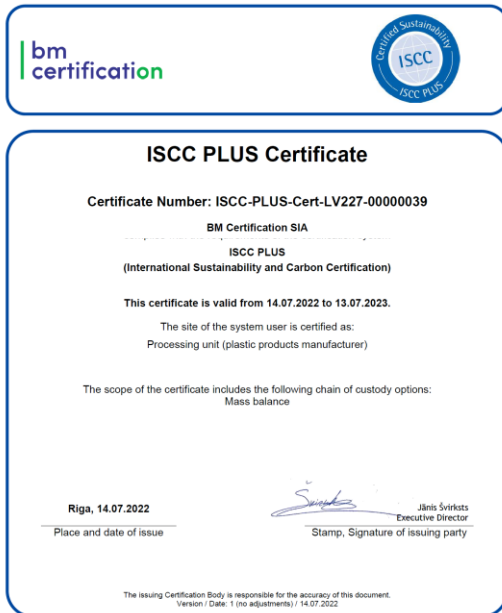 bm
certification
Certified Sustainability
ISCC
ISCC PLUS
ISCC PLUS Certificate
Certificate Number: ISCC-PLUS-Cert-LV227-00000039
BM Certification SIA
ISCC PLUS
(International Sustainability and Carbon Certification)
This certificate is valid from 14.07.2022 to 13.07.2023.
The site of the system user is certified as:
Processing unit (plastic products manufacturer)
The scope of the certificate includes the following chain of custody options:
Mass balance
Riga, 14.07.2022
Jānis Švirksts
Executive Director
Place and date of issue
Stamp, Signature of issuing party
The issuing Certification Body is responsible for the accuracy of this document.
Version / Date: 1 (no adjustments) / 14.07.2022